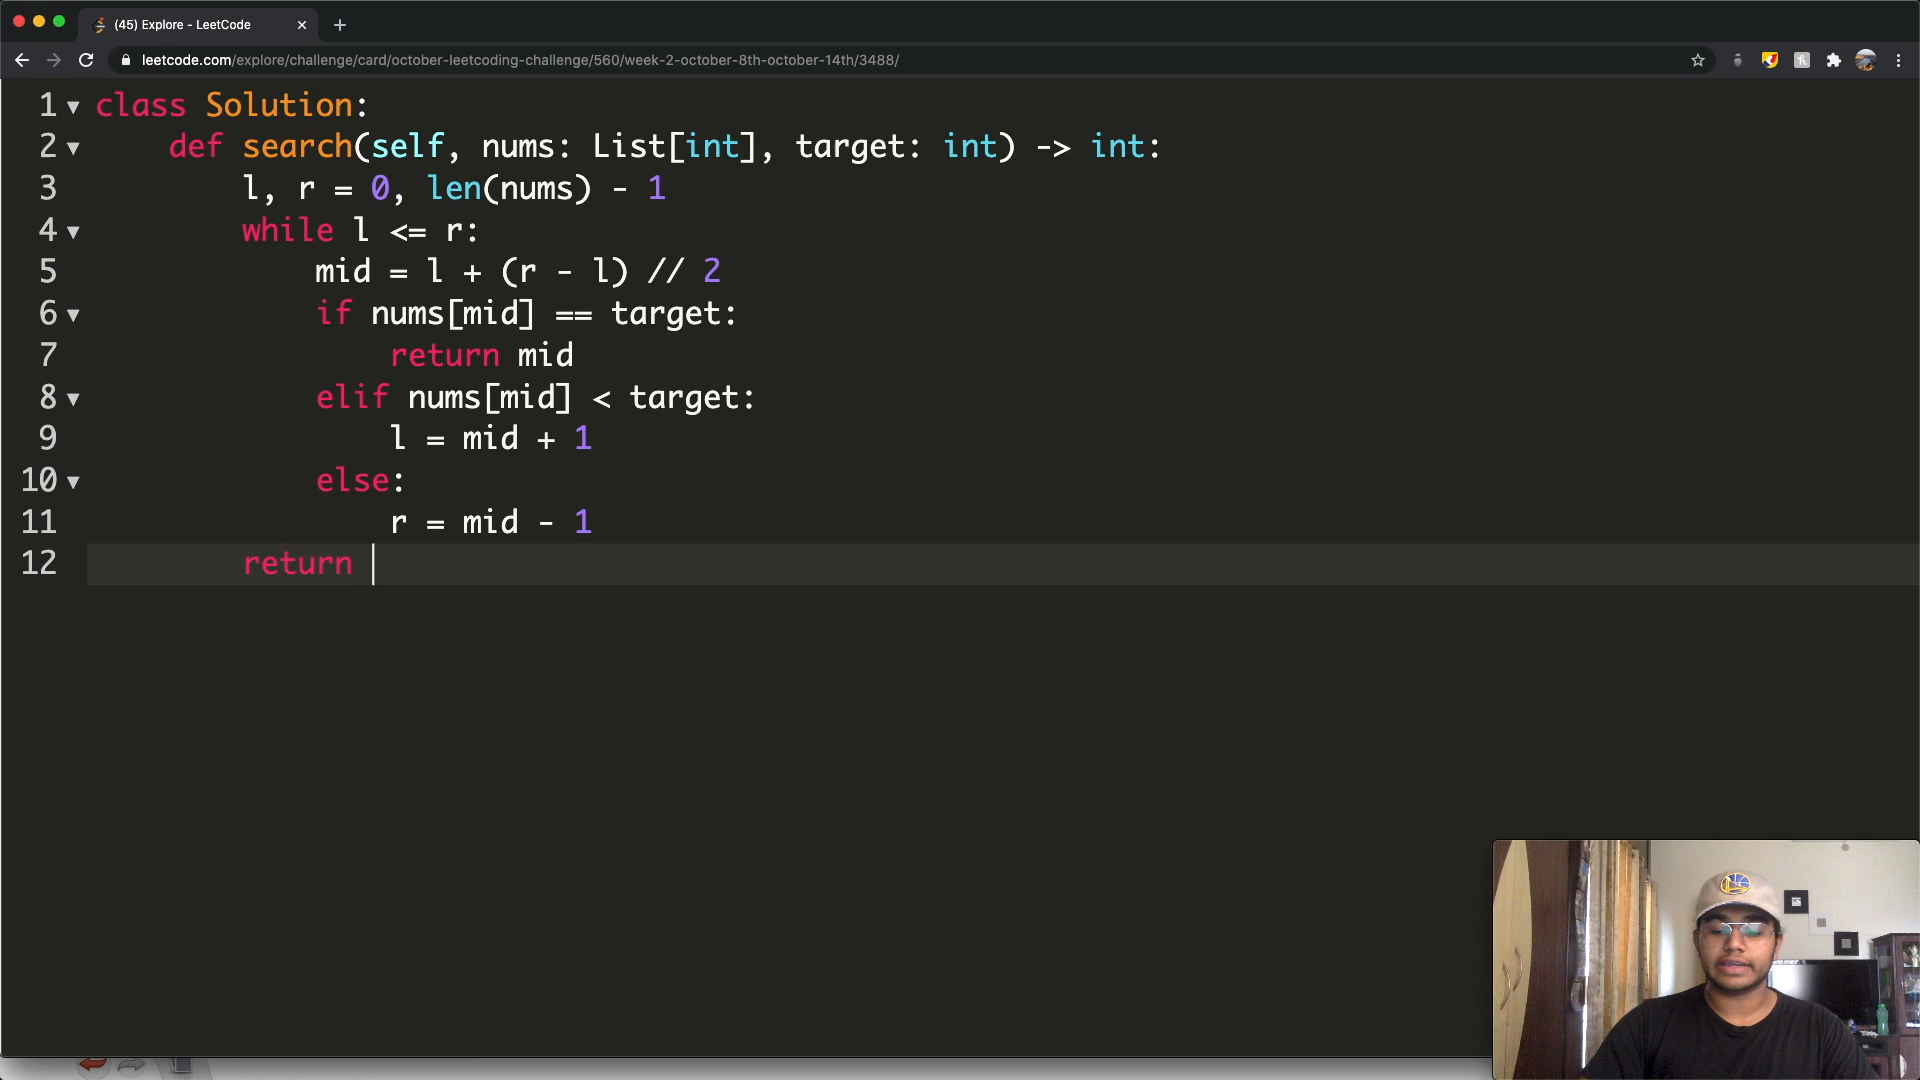 (45) Explore - LeetCode
leetcode.com/explore/challenge/card/october-leetcoding-challenge/560/week-2-october-8th-october-14th/3488/
1 class Solution:
2 def search(self, nums: List[int], target: int) -> int:
3 l, r = 0, len(nums) - 1
4 while l <= r:
5 mid = l + (r - l) // 2
6 if nums[mid] == target:
7 return mid
8 elif nums[mid] < target:
9 l = mid + 1
10 else:
11 r = mid - 1
12 return